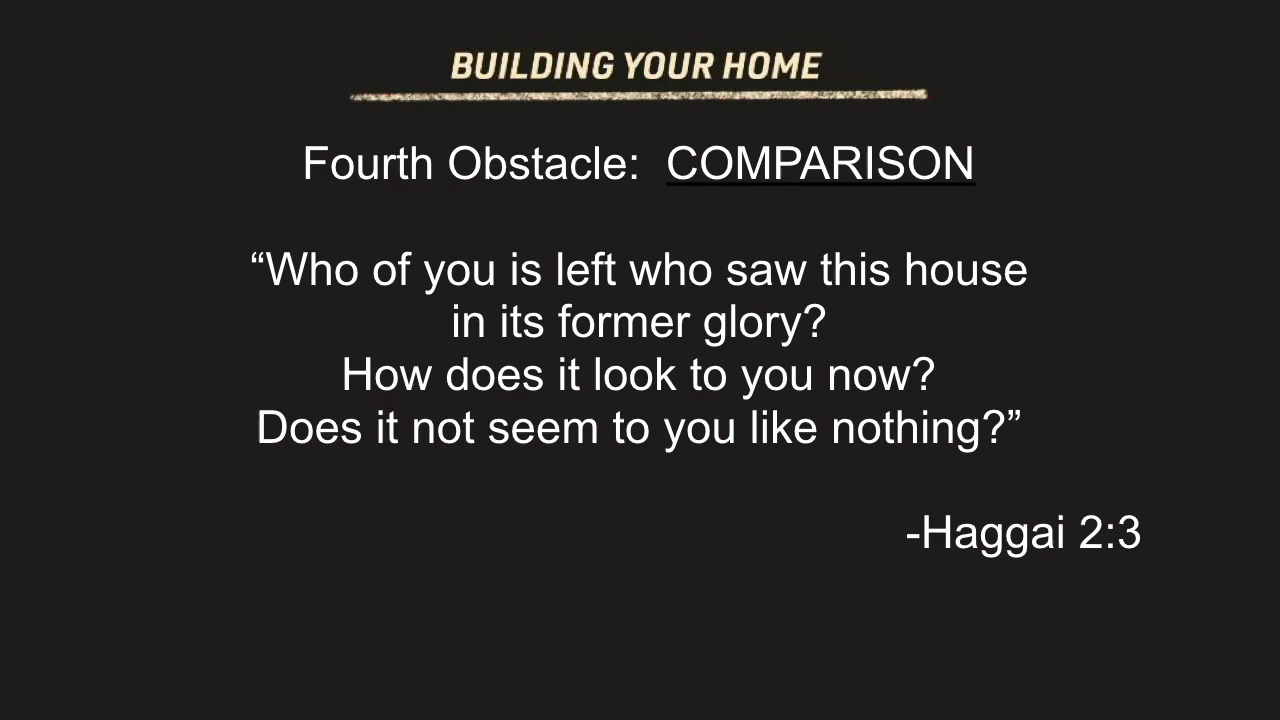 BUILDING YOUR HOME
Fourth Obstacle: COMPARISON
“Who of you is left who saw this house
in its former glory?
How does it look to you now?
Does it not seem to you like nothing?”
-Haggai 2:3